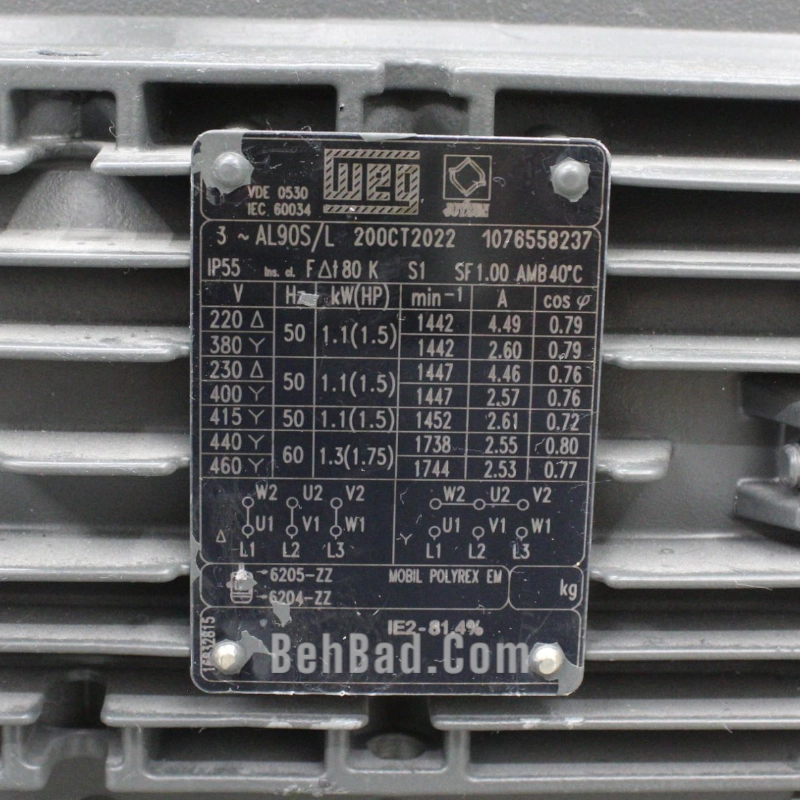 VDE 0530
IEC 60034
WEG
3 ~ AL90S/L 20OCT2022 1076558237
IP55 Ins. cl. F Δt 80 K S1 SF 1.00 AMB 40°C
V Hz kW(HP) min-1 A cos φ
220 Δ 50 1.1(1.5) 1442 4.49 0.79
380 Y 1442 2.60 0.79
230 Δ 50 1.1(1.5) 1447 4.46 0.76
400 Y 1447 2.57 0.76
415 Y 50 1.1(1.5) 1452 2.61 0.72
440 Y 60 1.3(1.75) 1738 2.55 0.80
460 Y 1744 2.53 0.77
W2 U2 V2 W2 U2 V2
U1 V1 W1 U1 V1 W1
Δ L1 L2 L3 Y L1 L2 L3
6205-ZZ MOBIL POLYREX EM kg
6204-ZZ
IE2-81.4%
BehBad.Com